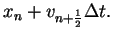 $x_n + v_{n+\frac{1}{2}} \Delta t.$